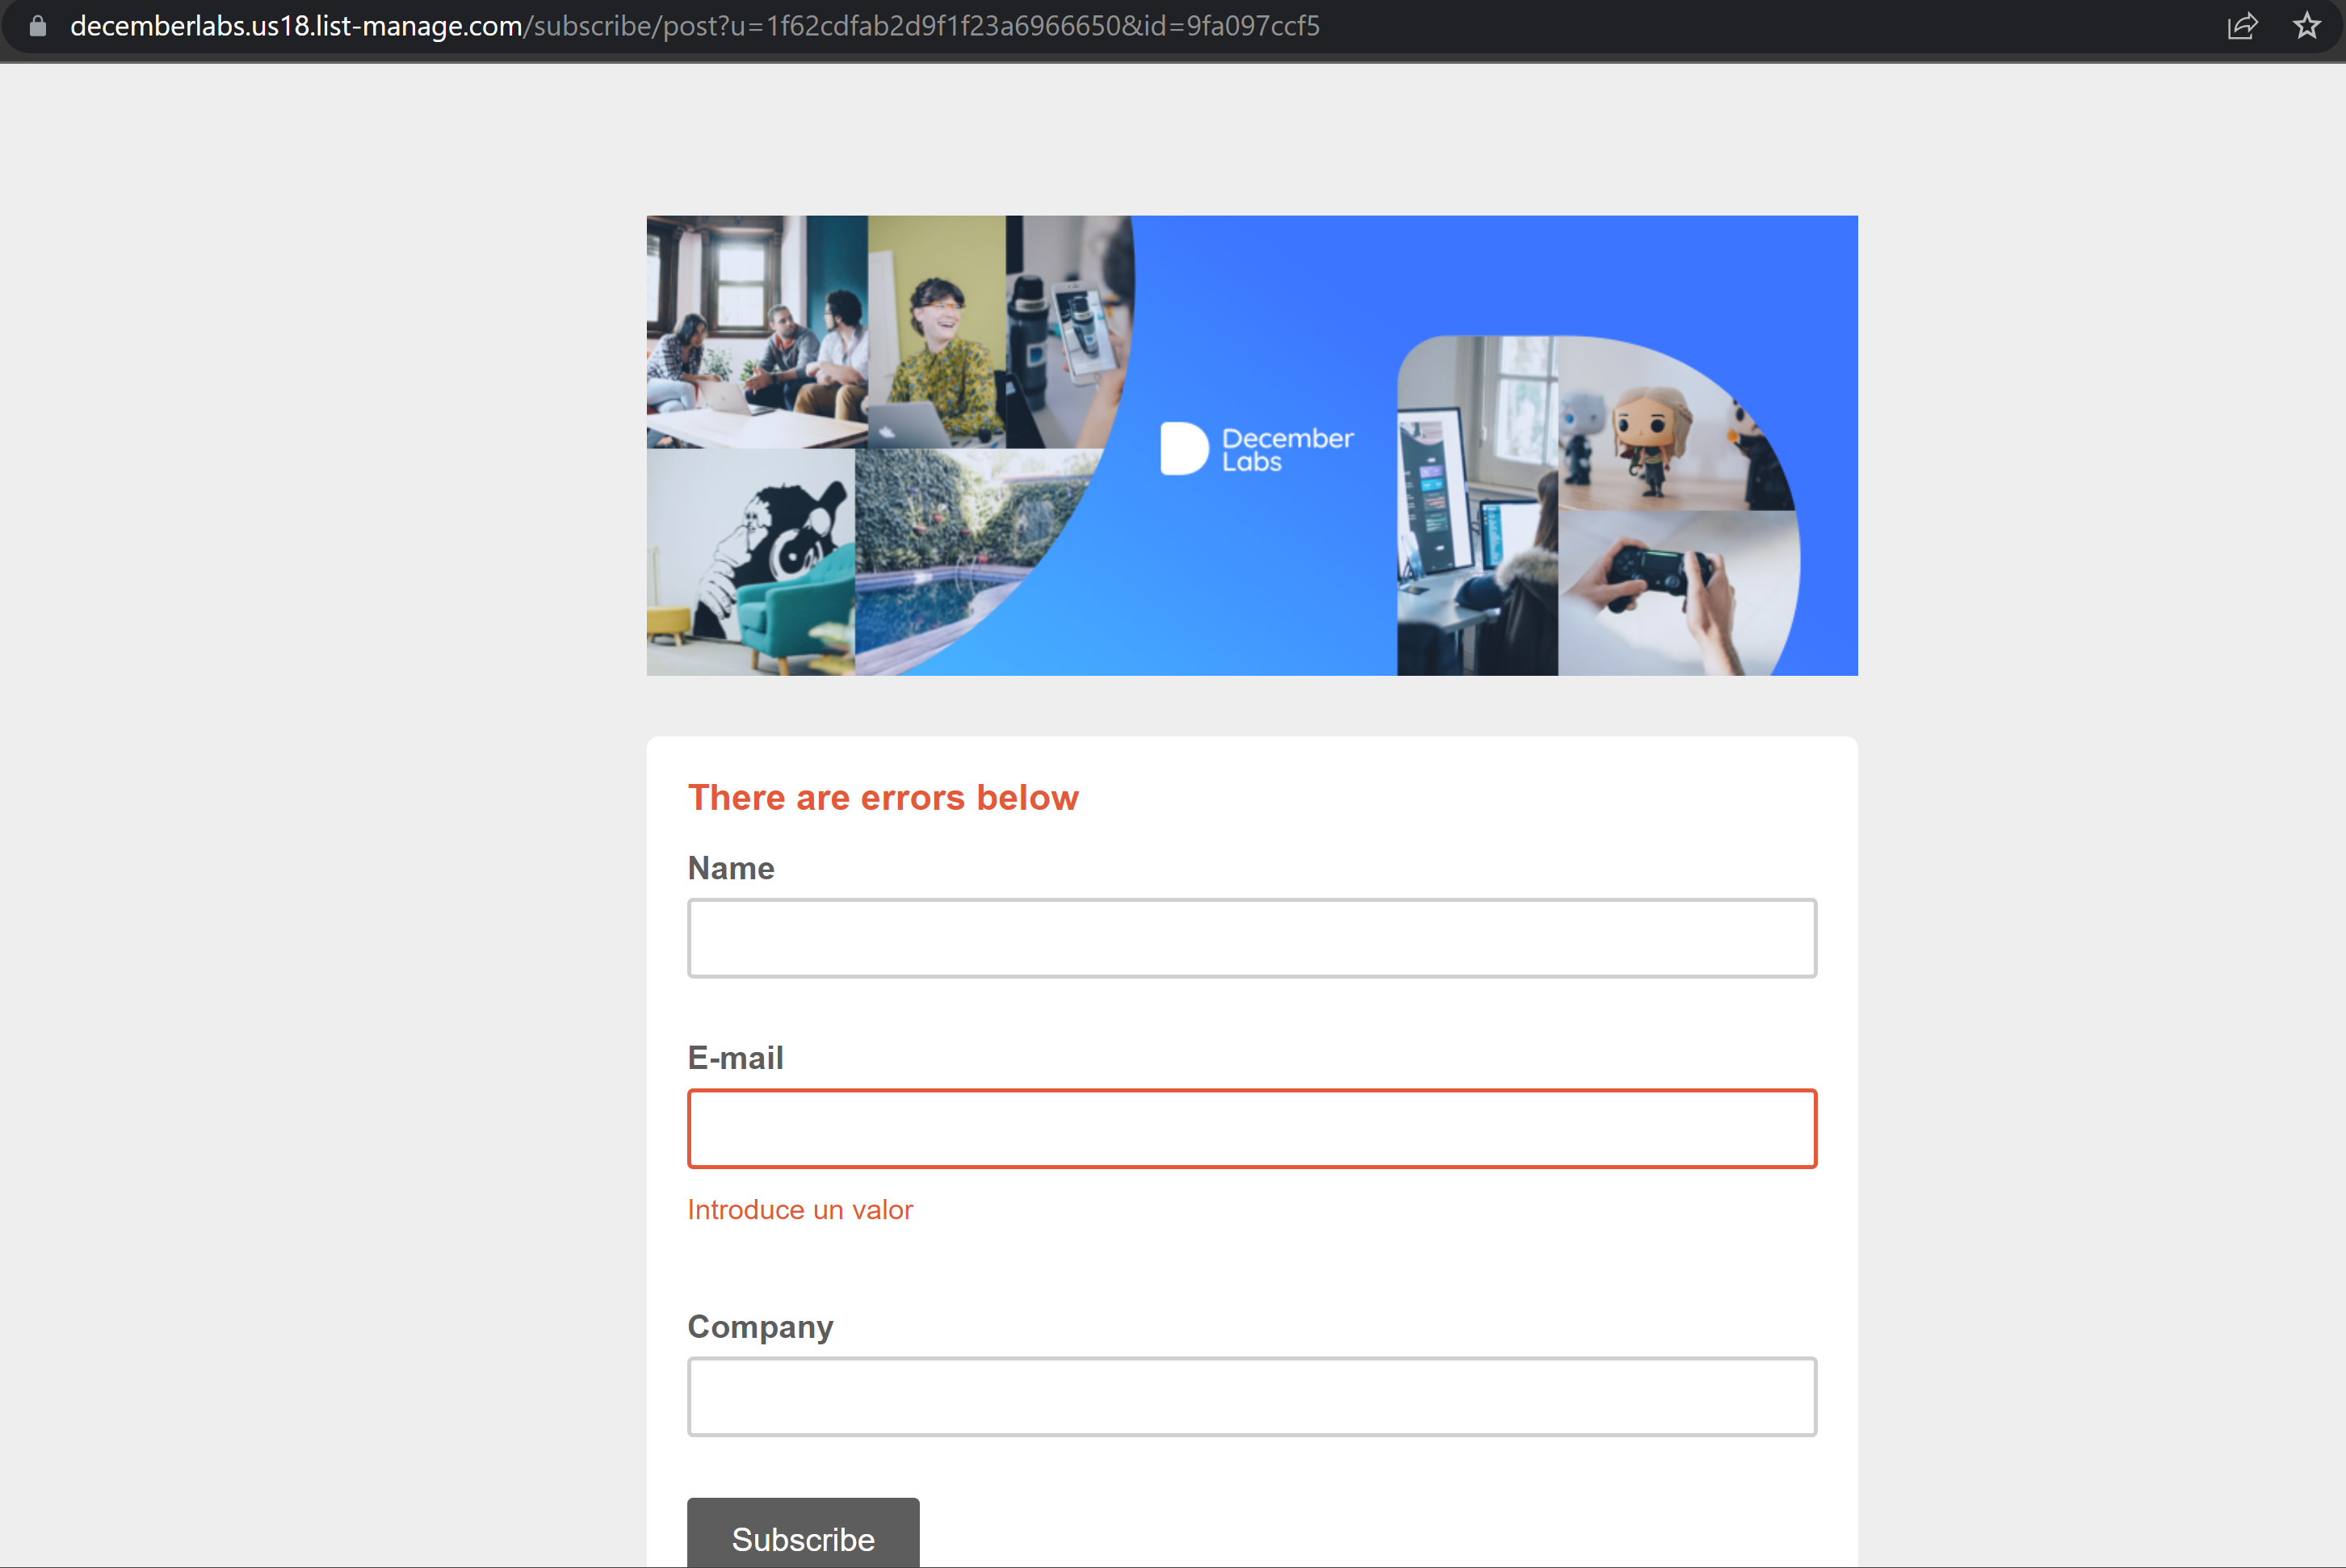 decemberlabs.us18.list-manage.com/subscribe/post?u=1f62cdfab2d9f1f23a6966650&id=9fa097ccf5
December
Labs
There are errors below
Name
E-mail
Introduce un valor
Company
Subscribe